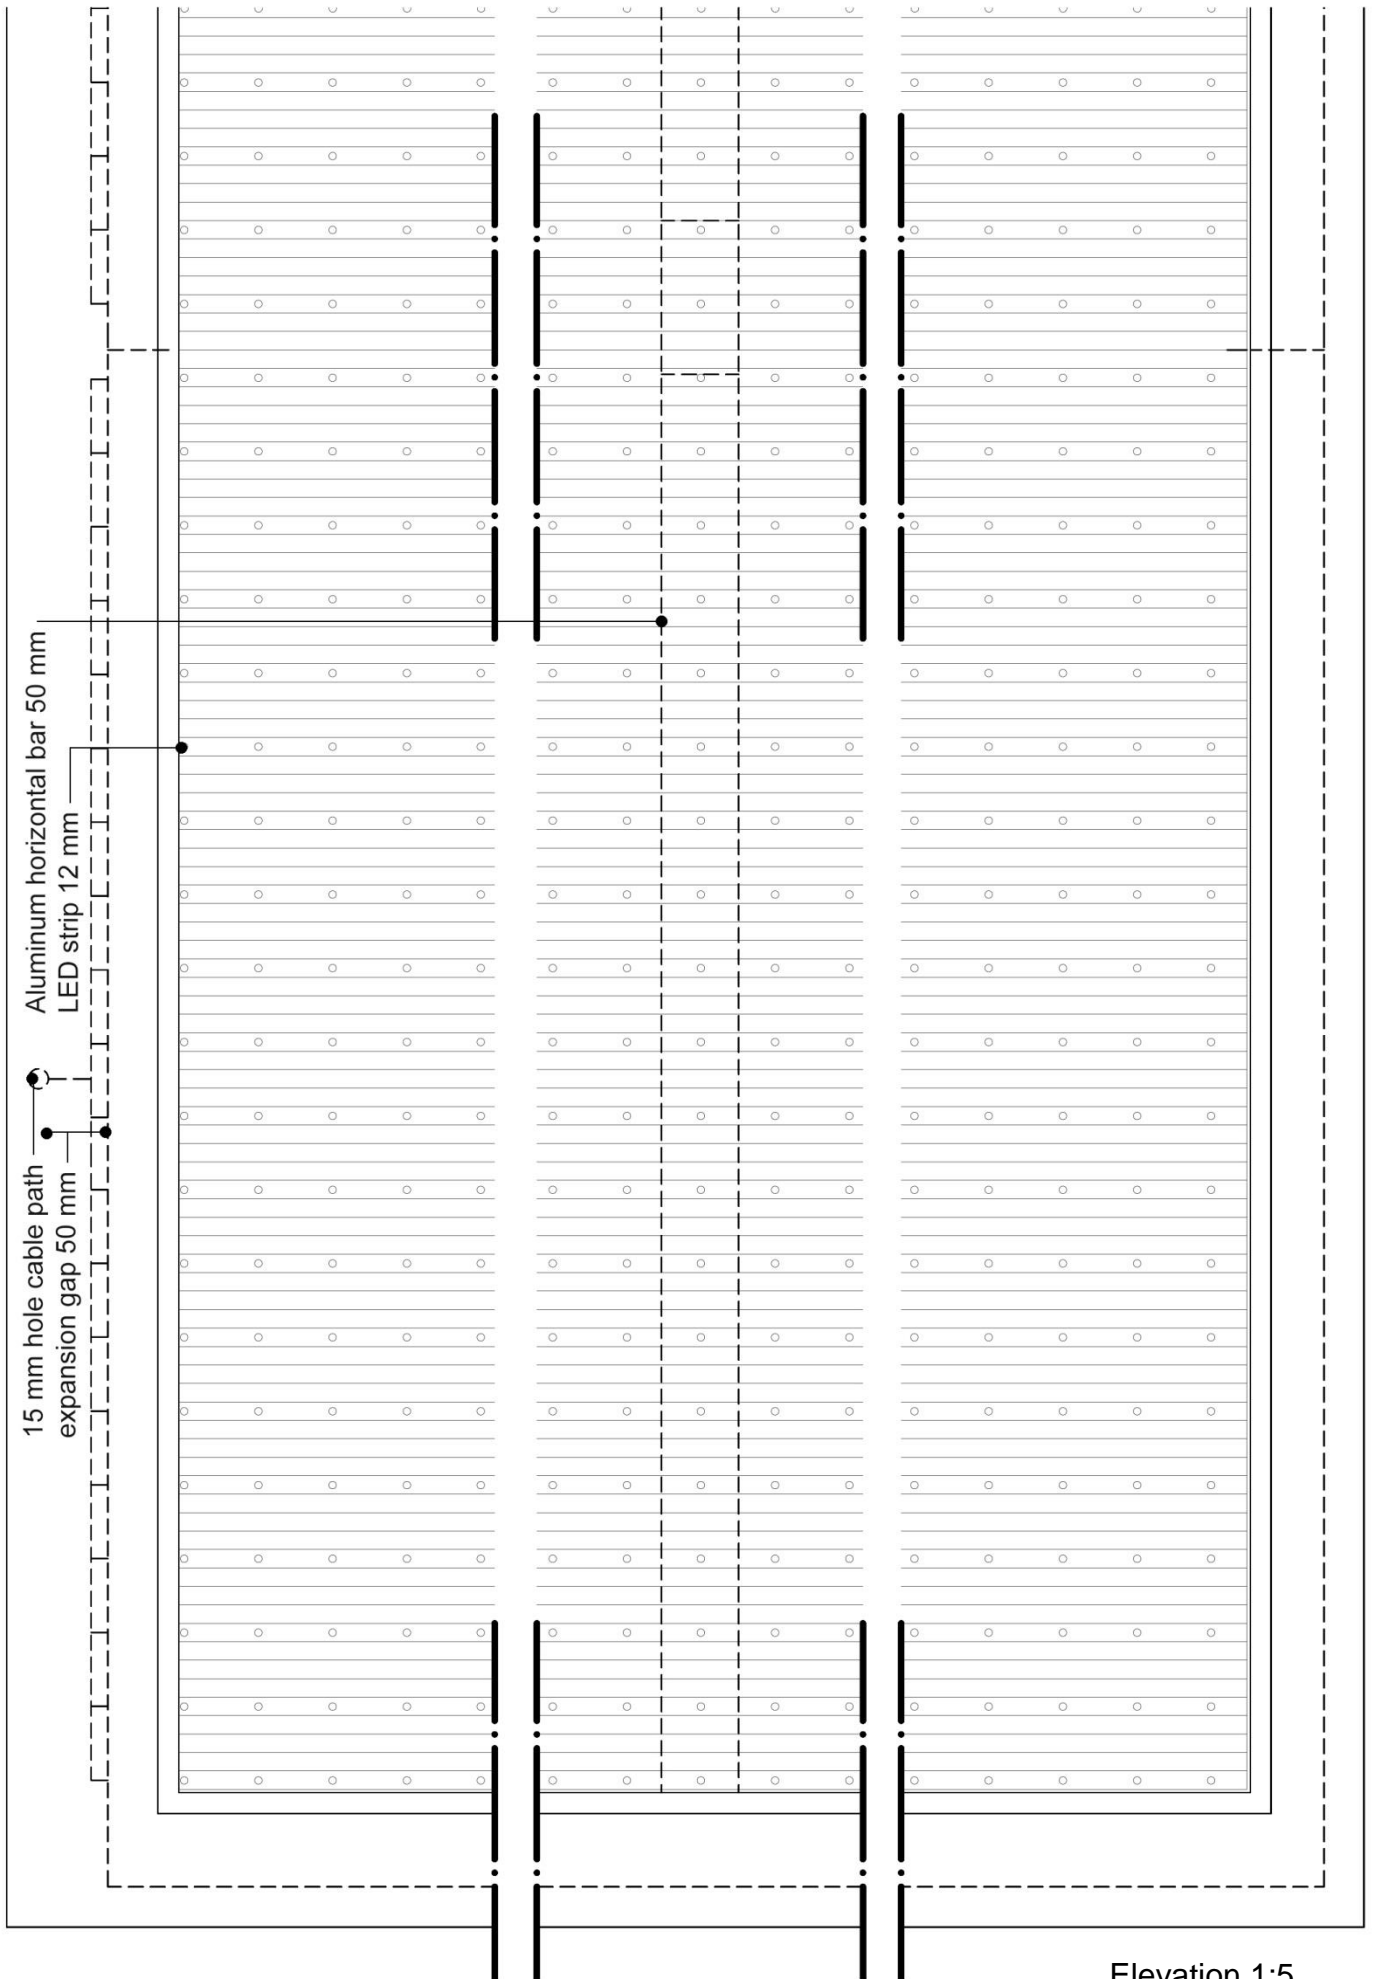 Aluminum horizontal bar 50 mm
LED strip 12 mm
15 mm hole cable path
expansion gap 50 mm
Elevation 1:5